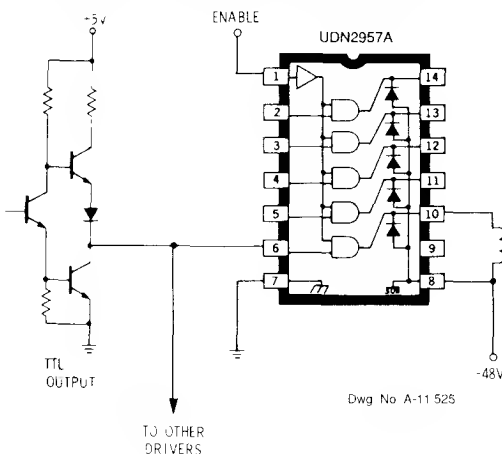 +5V
ENABLE
UDN2957A
1
14
2
13
3
12
4
11
5
10
6
9
7
8
SUB
TTL
OUTPUT
-48V
Dwg No A-11 525
TO OTHER
DRIVERS